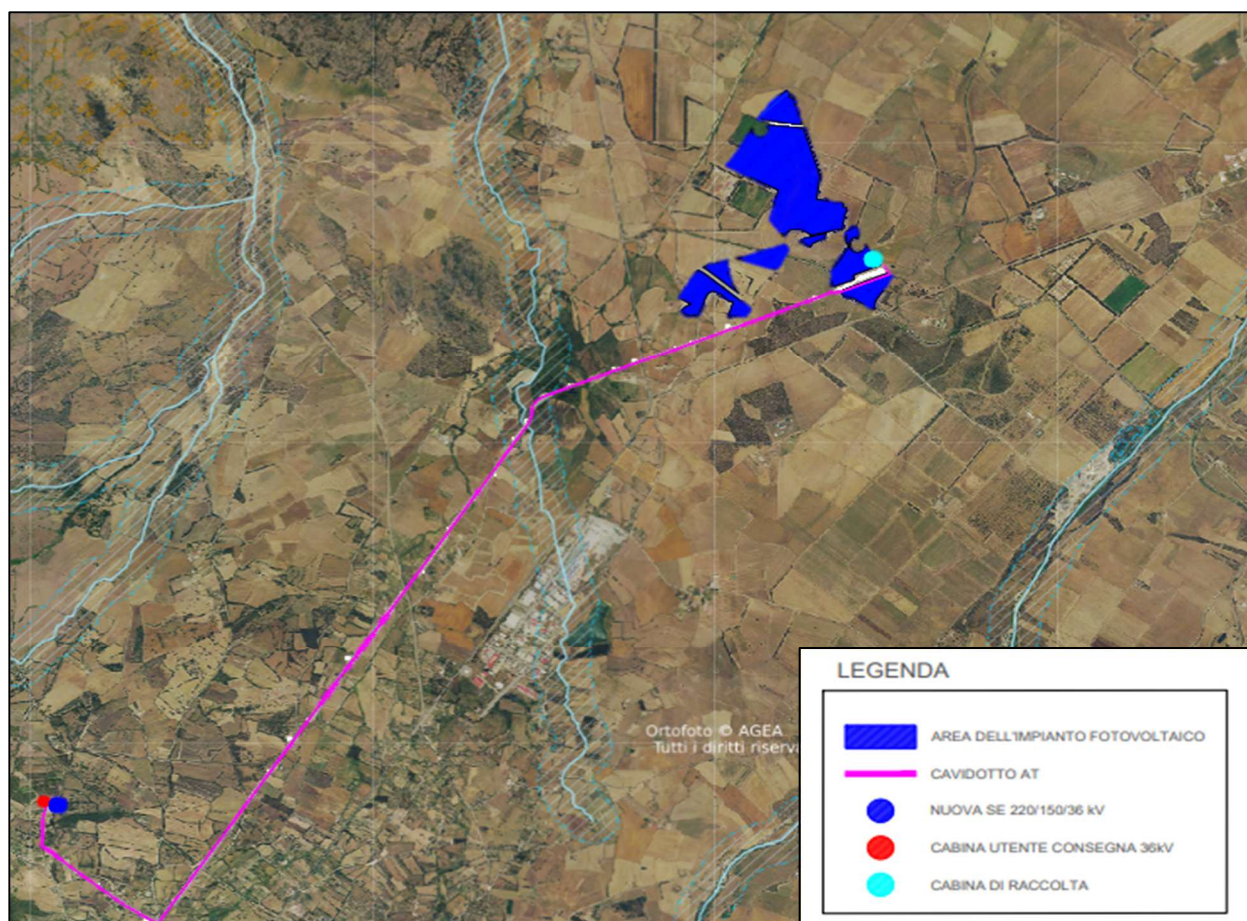 Ortofoto © AGEA
Tutti i diritti riserva
LEGENDA
AREA DELL'IMPIANTO FOTOVOLTAICO
CAVIDOTTO AT
NUOVA SE 220/150/36 kV
CABINA UTENTE CONSEGNA 36kV
CABINA DI RACCOLTA